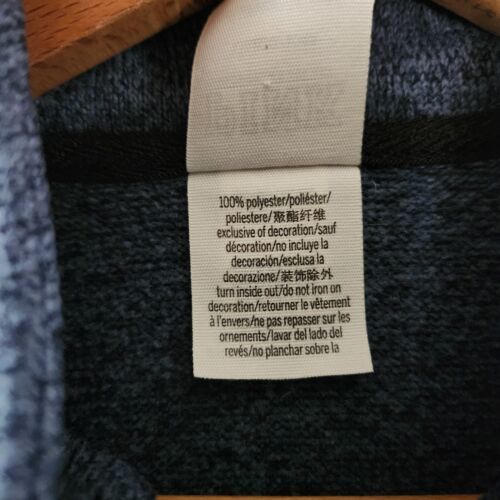 100% polyester/poliéster/
poliestere/聚酯纤维
exclusive of decoration/sauf
décoration/no incluye la
decoración/esclusa la
decorazione/装饰除外
turn inside out/do not iron on
decoration/retourner le vêtement
à l'envers/ne pas repasser sur les
ornements/lavar del lado del
revés/no planchar sobre la